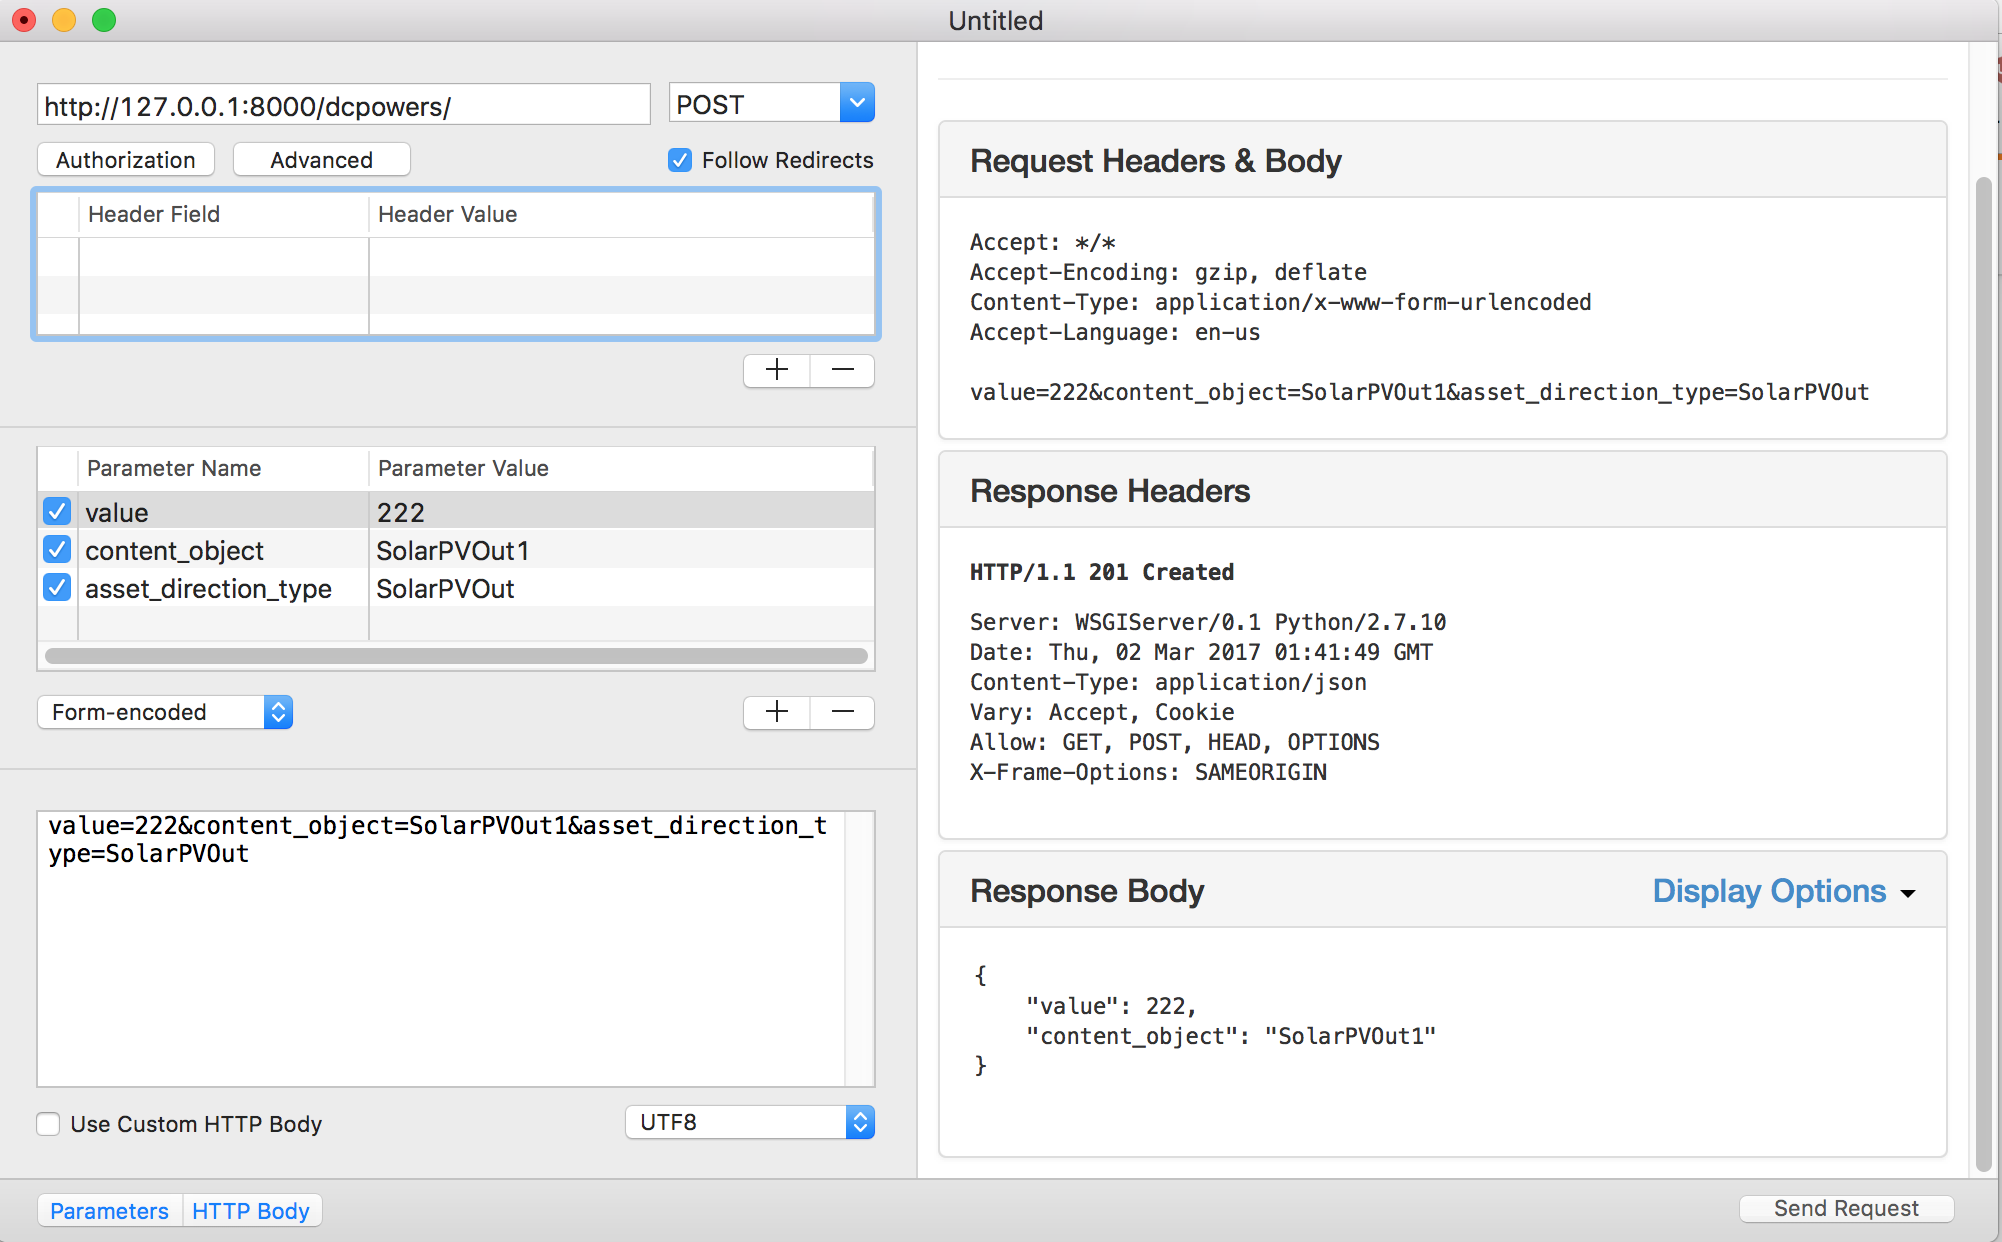 Untitled
http://127.0.0.1:8000/dcpowers/
POST
Authorization
Advanced
Follow Redirects
Header Field
Header Value
Parameter Name
Parameter Value
value
222
content_object
SolarPVOut1
asset_direction_type
SolarPVOut
Form-encoded
value=222&content_object=SolarPVOut1&asset_direction_t
ype=SolarPVOut
Use Custom HTTP Body
UTF8
Parameters
HTTP Body
Request Headers & Body
Accept: */*
Accept-Encoding: gzip, deflate
Content-Type: application/x-www-form-urlencoded
Accept-Language: en-us
value=222&content_object=SolarPVOut1&asset_direction_type=SolarPVOut
Response Headers
HTTP/1.1 201 Created
Server: WSGIServer/0.1 Python/2.7.10
Date: Thu, 02 Mar 2017 01:41:49 GMT
Content-Type: application/json
Vary: Accept, Cookie
Allow: GET, POST, HEAD, OPTIONS
X-Frame-Options: SAMEORIGIN
Response Body
Display Options
{
"value": 222,
"content_object": "SolarPVOut1"
}
Send Request